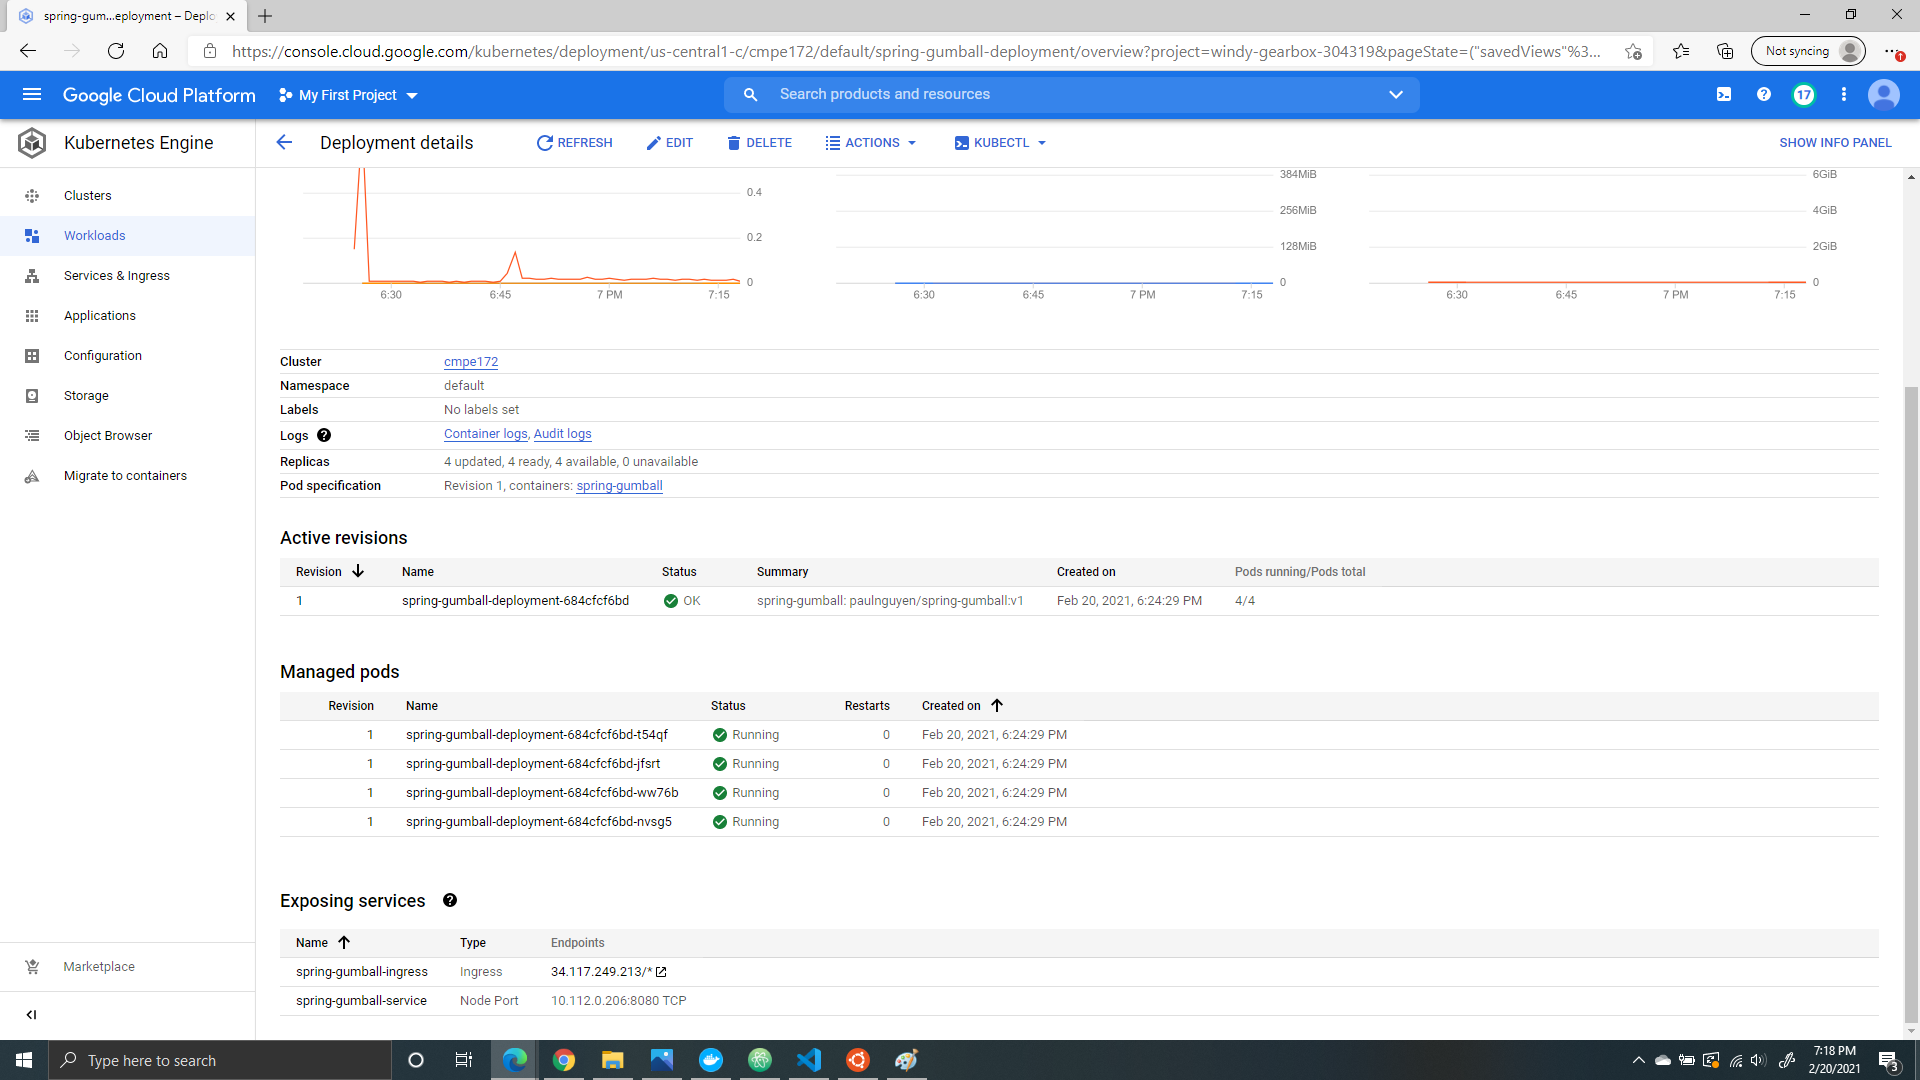 spring-gum...eployment – Deplo
https://console.cloud.google.com/kubernetes/deployment/us-central1-c/cmpe172/default/spring-gumball-deployment/overview?project=windy-gearbox-304319&pageState=("savedViews"%3...
Not syncing
Google Cloud Platform
My First Project
Search products and resources
17
Kubernetes Engine
Deployment details
REFRESH
EDIT
DELETE
ACTIONS
KUBECTL
SHOW INFO PANEL
Clusters
Workloads
Services & Ingress
Applications
Configuration
Storage
Object Browser
Migrate to containers
Marketplace
0.4
0.2
0
6:30 6:45 7 PM 7:15
384MiB
256MiB
128MiB
0
6:30 6:45 7 PM 7:15
6GiB
4GiB
2GiB
0
6:30 6:45 7 PM 7:15
Cluster cmpe172
Namespace default
Labels No labels set
Logs Container logs, Audit logs
Replicas 4 updated, 4 ready, 4 available, 0 unavailable
Pod specification Revision 1, containers: spring-gumball
Active revisions
Revision Name Status Summary Created on Pods running/Pods total
1 spring-gumball-deployment-684cfcf6bd OK spring-gumball: paulnguyen/spring-gumball:v1 Feb 20, 2021, 6:24:29 PM 4/4
Managed pods
Revision Name Status Restarts Created on
1 spring-gumball-deployment-684cfcf6bd-t54qf Running 0 Feb 20, 2021, 6:24:29 PM
1 spring-gumball-deployment-684cfcf6bd-jfsrt Running 0 Feb 20, 2021, 6:24:29 PM
1 spring-gumball-deployment-684cfcf6bd-ww76b Running 0 Feb 20, 2021, 6:24:29 PM
1 spring-gumball-deployment-684cfcf6bd-nvsg5 Running 0 Feb 20, 2021, 6:24:29 PM
Exposing services
Name Type Endpoints
spring-gumball-ingress Ingress 34.117.249.213/*
spring-gumball-service Node Port 10.112.0.206:8080 TCP
Type here to search
7:18 PM
2/20/2021
3